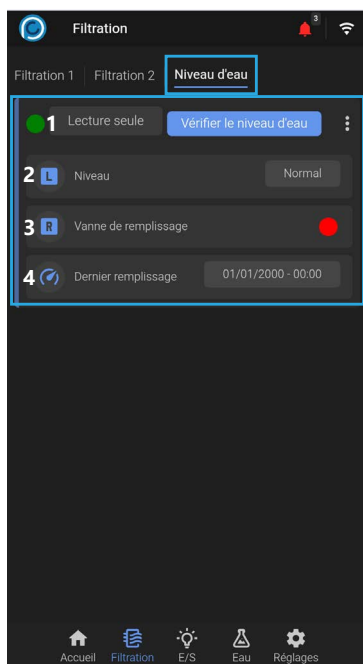 Filtration
3
Filtration 1 Filtration 2 Niveau d'eau
1 Lecture seule Vérifier le niveau d'eau
2 L Niveau Normal
3 R Vanne de remplissage
4 Dernier remplissage 01/01/2000 - 00:00
Accueil Filtration E/S Eau Réglages